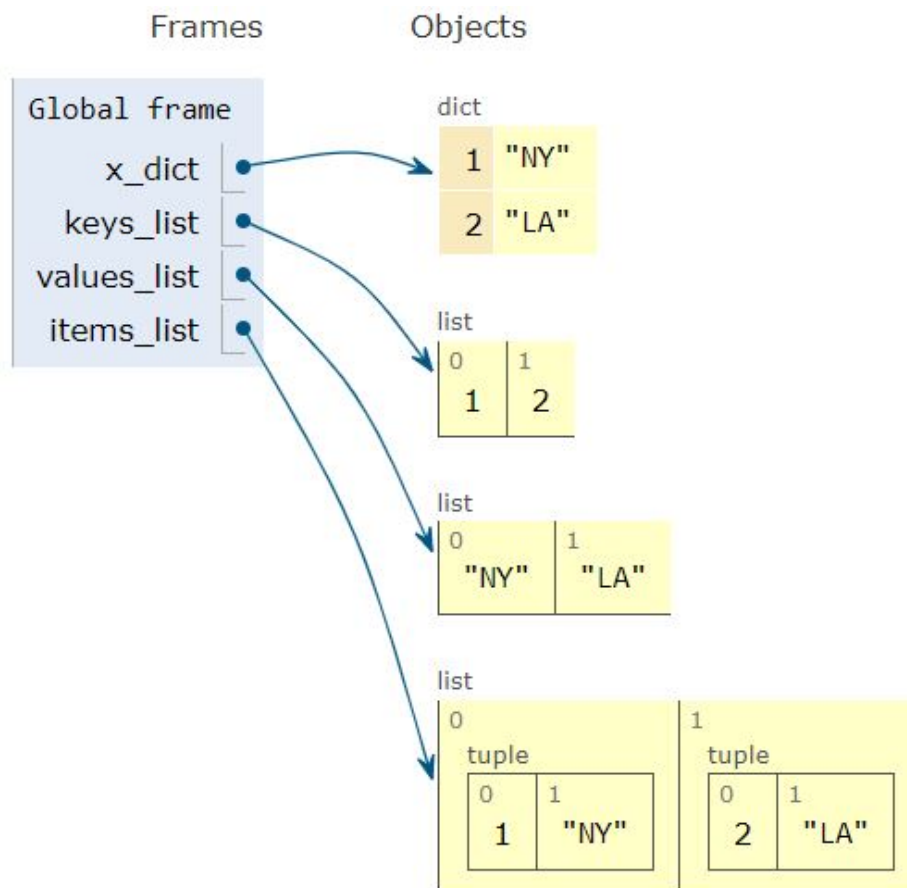 Frames Objects
Global frame
x_dict
keys_list
values_list
items_list
dict
1 "NY"
2 "LA"
list
0 1
1 2
list
0 1
"NY" "LA"
list
0 1
tuple tuple
0 1 0 1
1 "NY" 2 "LA"